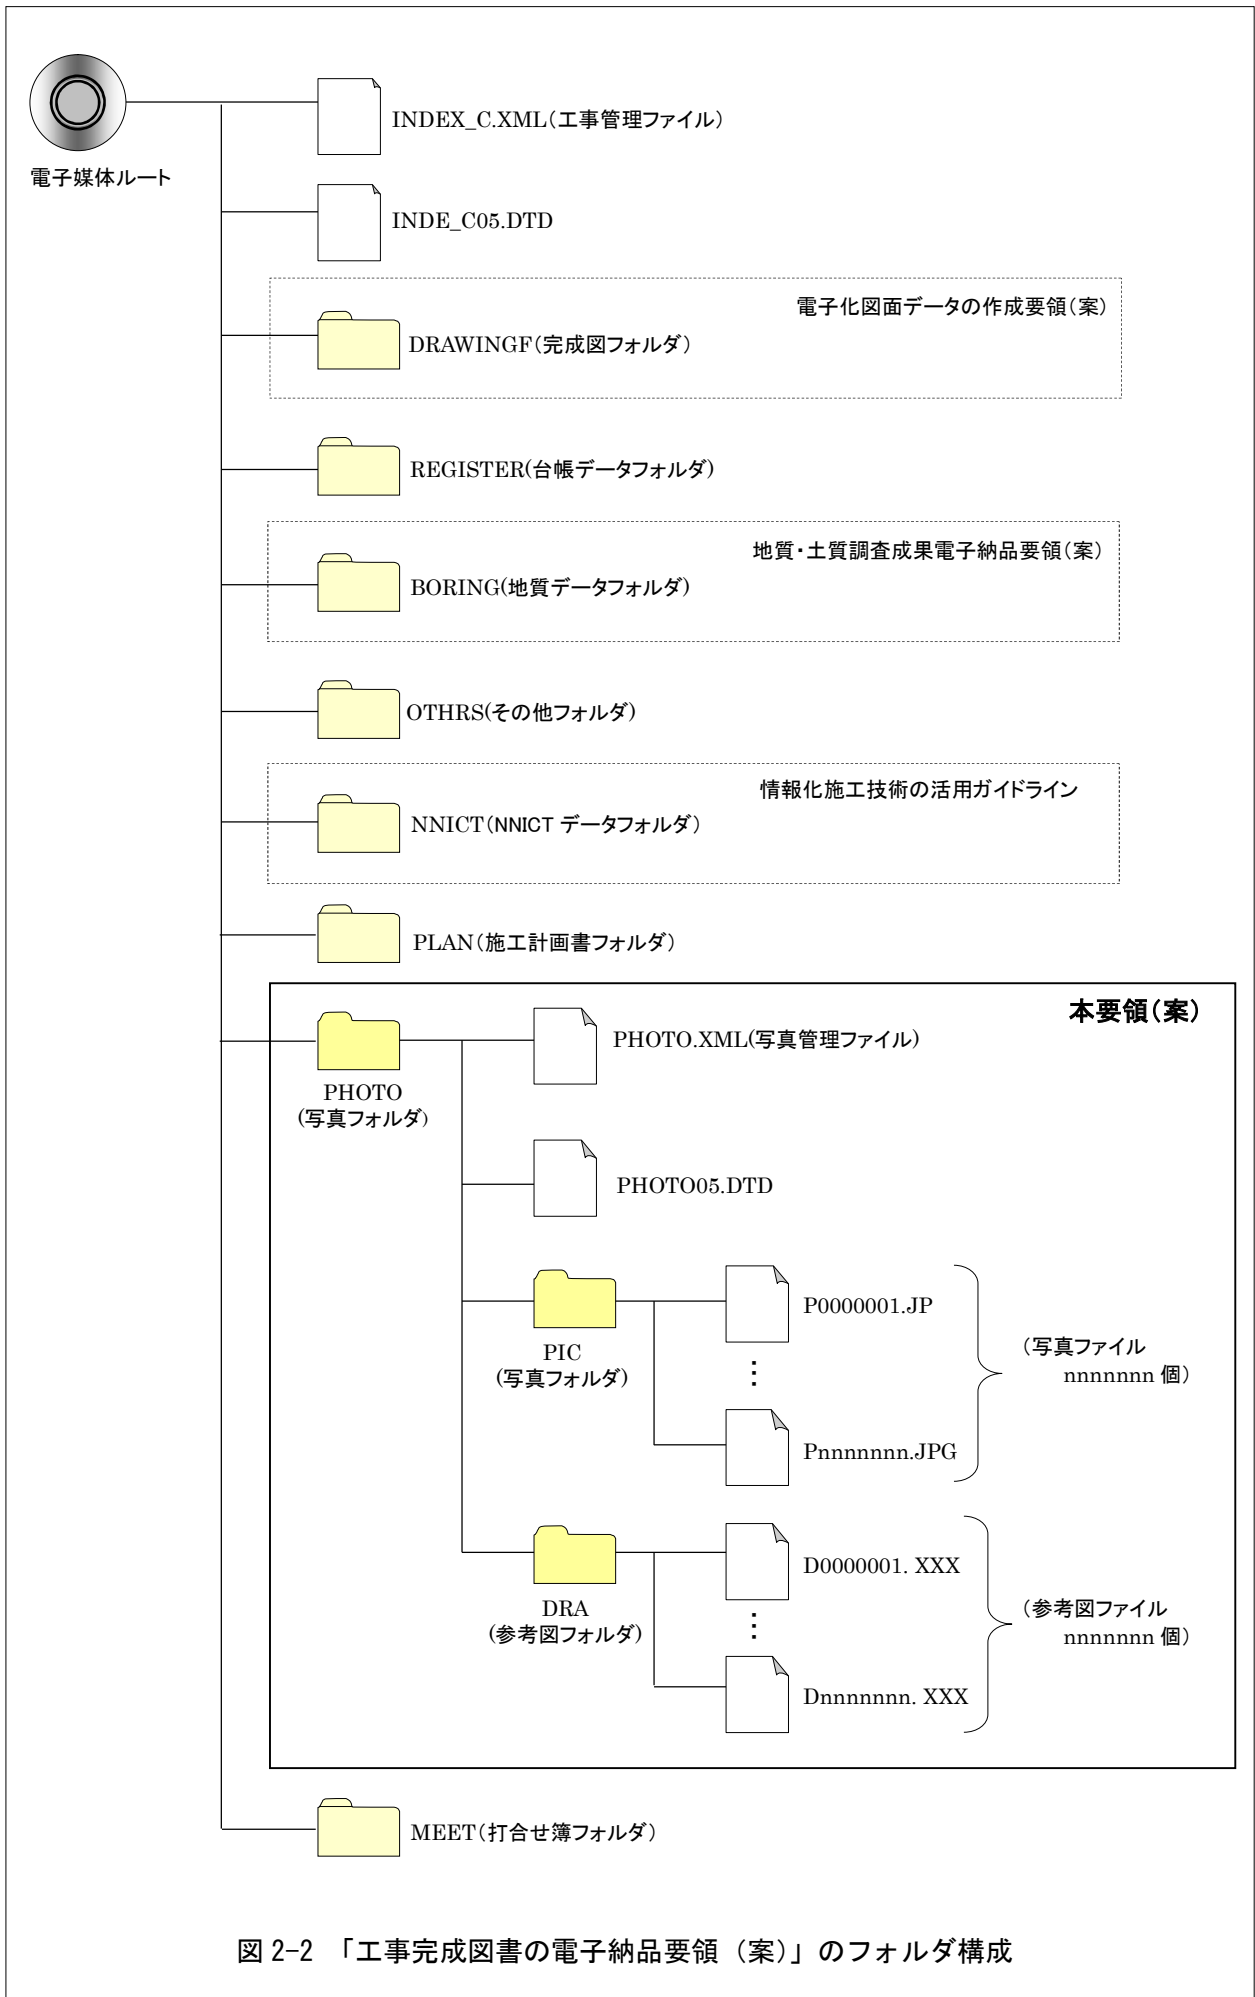 INDEX_C.XML（工事管理ファイル）
電子媒体ルート
INDE_C05.DTD
電子化図面データの作成要領（案）
DRAWINGF（完成図フォルダ）
REGISTER(台帳データフォルダ)
地質・土質調査成果電子納品要領（案）
BORING(地質データフォルダ)
OTHRS(その他フォルダ)
情報化施工技術の活用ガイドライン
NNICT（NNICT データフォルダ）
PLAN（施工計画書フォルダ）
本要領（案）
PHOTO.XML(写真管理ファイル)
PHOTO
(写真フォルダ)
PHOTO05.DTD
P0000001.JP
PIC
(写真フォルダ)
⋮
（写真ファイル
nnnnnnn 個）
Pnnnnnnn.JPG
D0000001. XXX
DRA
(参考図フォルダ)
⋮
（参考図ファイル
nnnnnnn 個）
Dnnnnnnn. XXX
MEET（打合せ簿フォルダ）
図 2-2　「工事完成図書の電子納品要領（案）」のフォルダ構成